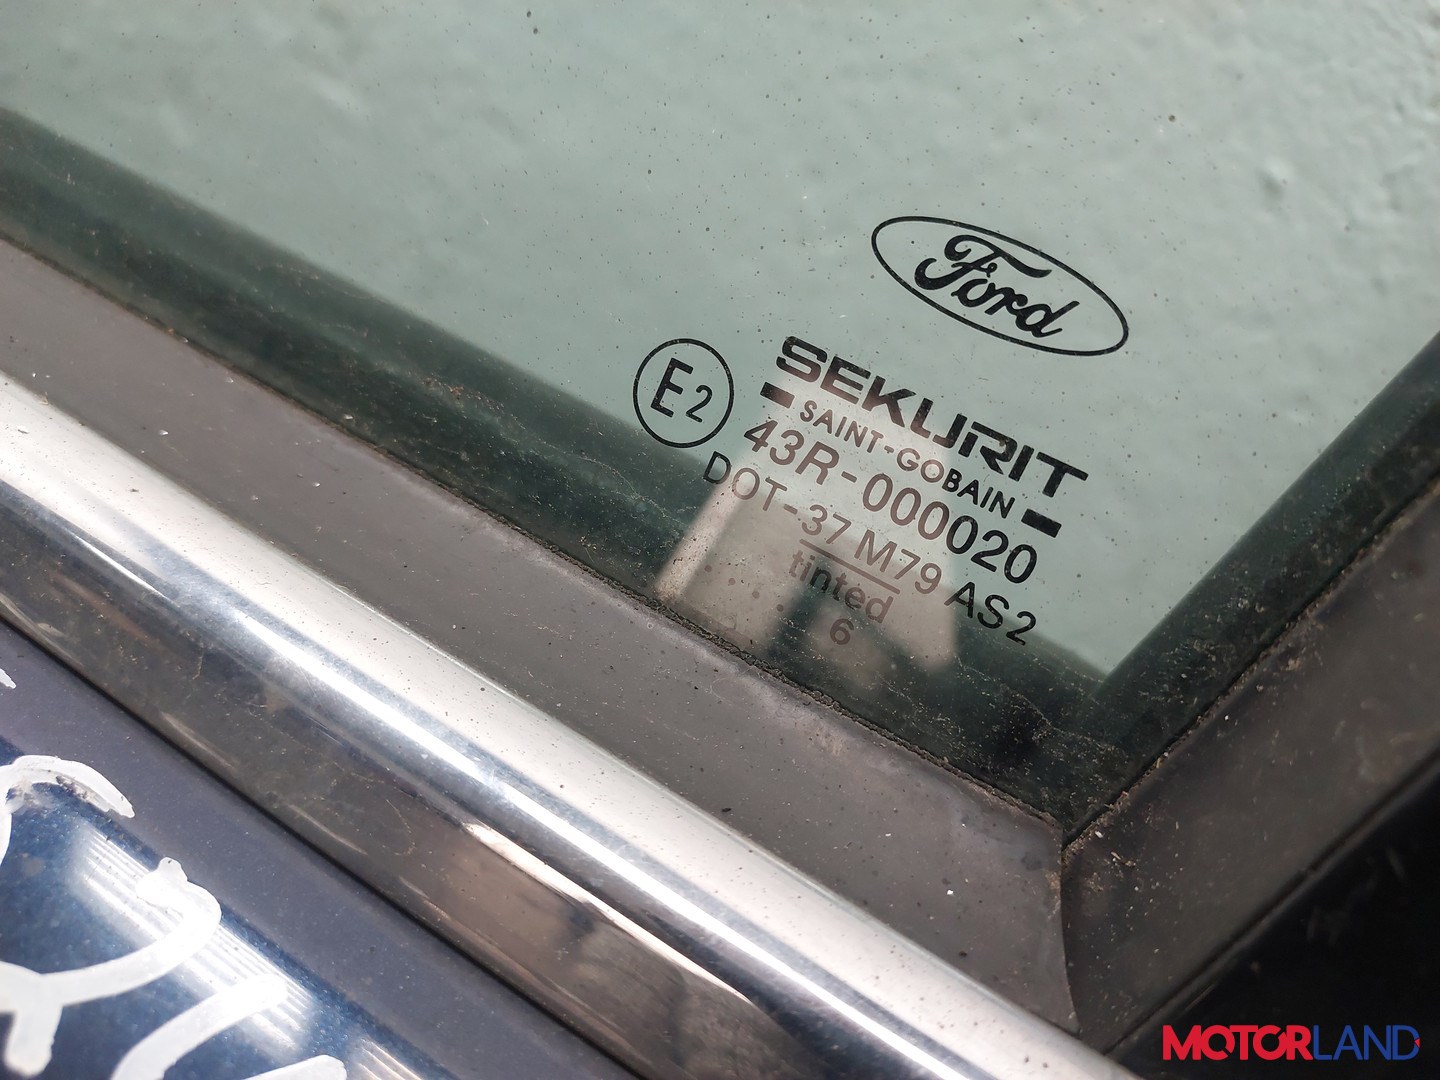 Ford
E2
SEKURIT
SAINT-GOBAIN
43R-000020
DOT-37 M79 AS2
tinted
6
MOTORLAND